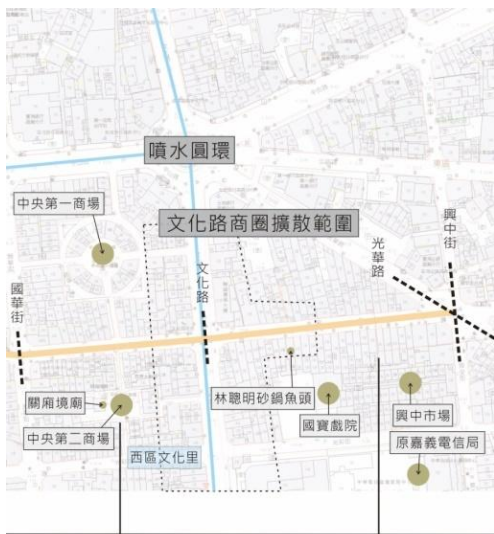 噴水圓環
中央第一商場
文化路商圈擴散範圍
興中街
光華路
文化路
國華街
林聰明砂鍋魚頭
關廂境廟
國寶戲院
興中市場
中央第二商場
原嘉義電信局
西區文化里